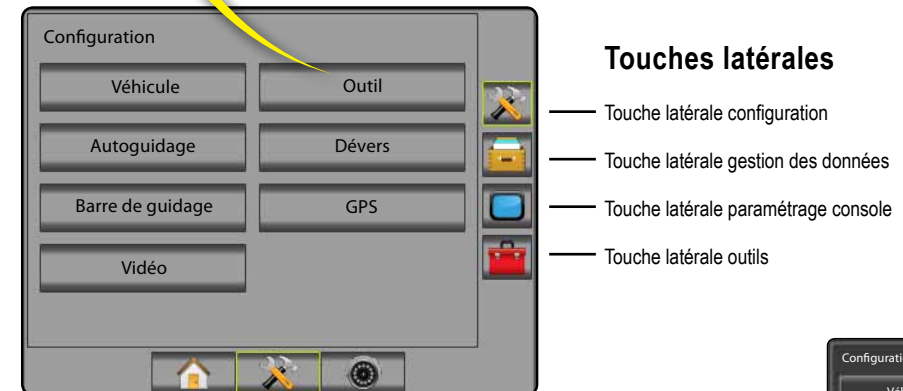 Configuration
Véhicule
Outil
Autoguidage
Dévers
Barre de guidage
GPS
Vidéo
Touches latérales
Touche latérale configuration
Touche latérale gestion des données
Touche latérale paramétrage console
Touche latérale outils